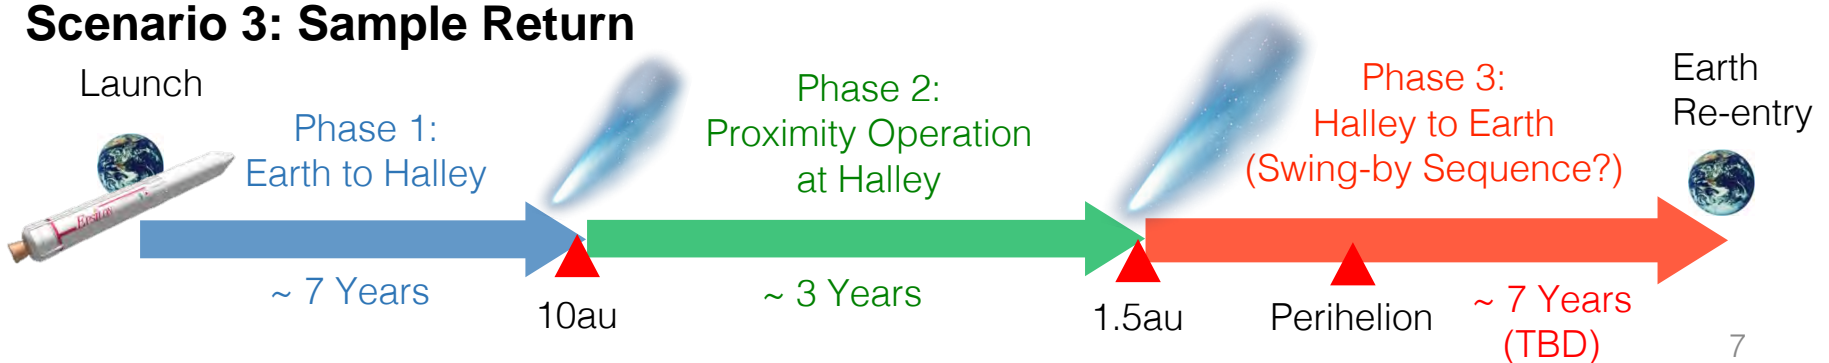 Scenario 3: Sample Return
Launch
EPSILON
Phase 1:
Earth to Halley
~ 7 Years
10au
Phase 2:
Proximity Operation
at Halley
~ 3 Years
1.5au
Phase 3:
Halley to Earth
(Swing-by Sequence?)
Perihelion
~ 7 Years
(TBD)
Earth
Re-entry
7